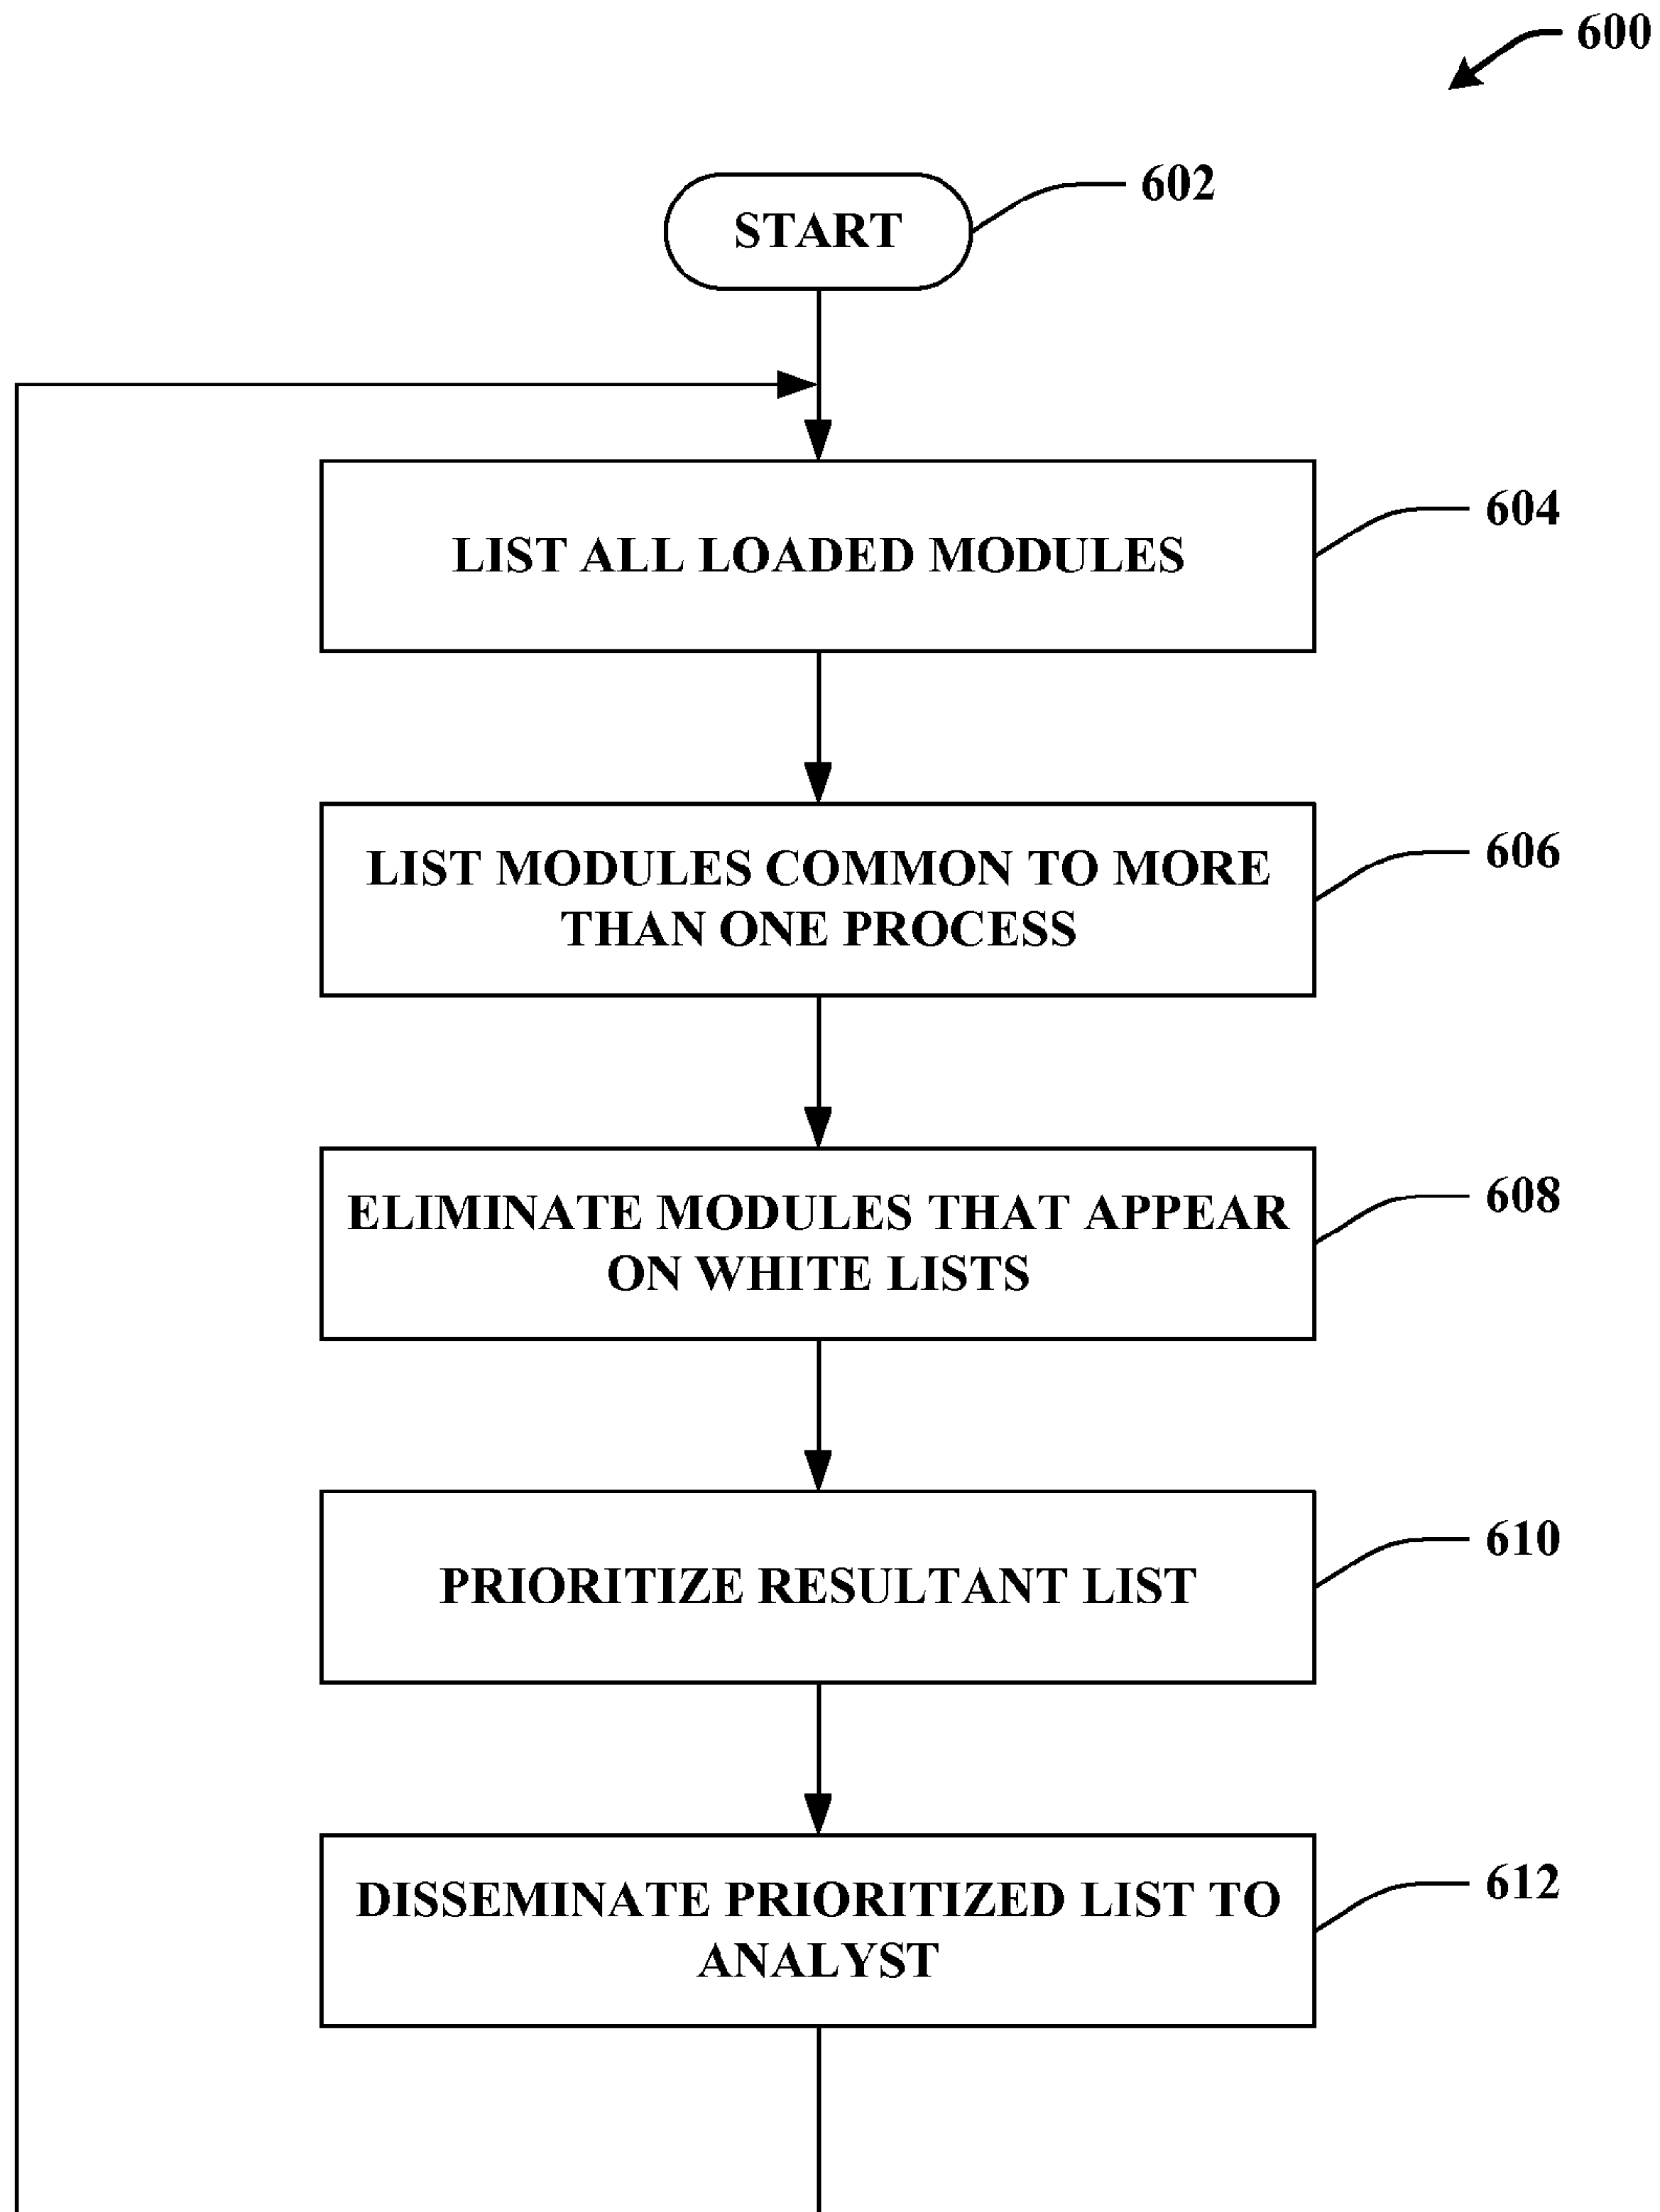 600
START
602
LIST ALL LOADED MODULES
604
LIST MODULES COMMON TO MORE
THAN ONE PROCESS
606
ELIMINATE MODULES THAT APPEAR
ON WHITE LISTS
608
PRIORITIZE RESULTANT LIST
610
DISSEMINATE PRIORITIZED LIST TO
ANALYST
612